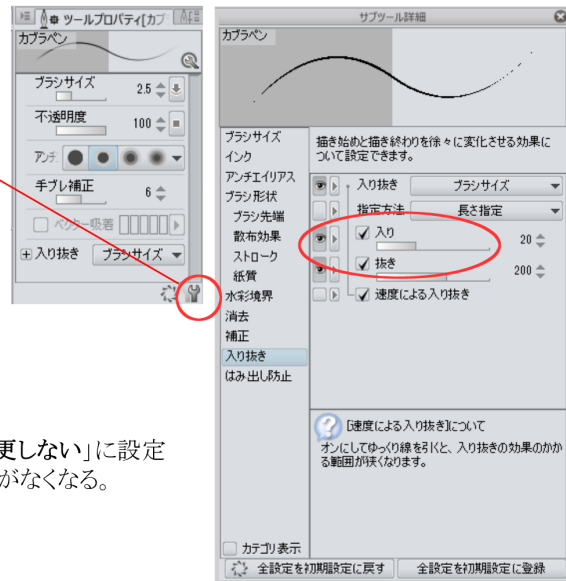 ツールプロパティ[カブ
カブラペン
ブラシサイズ 2.5
不透明度 100
アンチ
手ブレ補正 6
ベクター吸着
入り抜き ブラシサイズ
更しない」に設定
がなくなる。
サブツール詳細
カブラペン
ブラシサイズ
インク
アンチエイリアス
ブラシ形状
ブラシ先端
散布効果
ストローク
紙質
水彩境界
消去
補正
入り抜き
はみ出し防止
カテゴリ表示
描き始めと描き終わりを徐々に変化させる効果に
ついて設定できます。
入り抜き ブラシサイズ
指定方法 長さ指定
入り 20
抜き 200
速度による入り抜き
[速度による入り抜き]について
オンにしてゆっくり線を引くと、入り抜きの効果のかか
る範囲が狭くなります。
全設定を初期設定に戻す 全設定を初期設定に登録